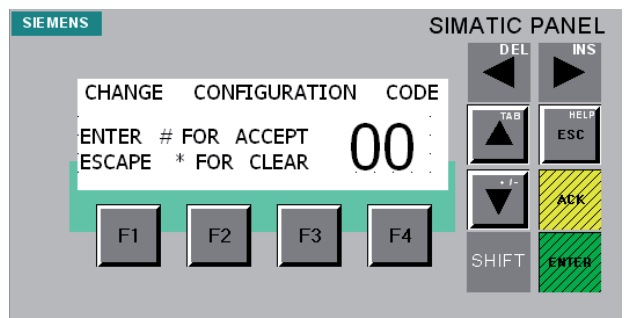 SIEMENS
SIMATIC PANEL
DEL
INS
CHANGE CONFIGURATION CODE
TAB
HELP
ESC
ENTER # FOR ACCEPT
ESCAPE * FOR CLEAR
00
+ /-
ACK
F1
F2
F3
F4
SHIFT
ENTER